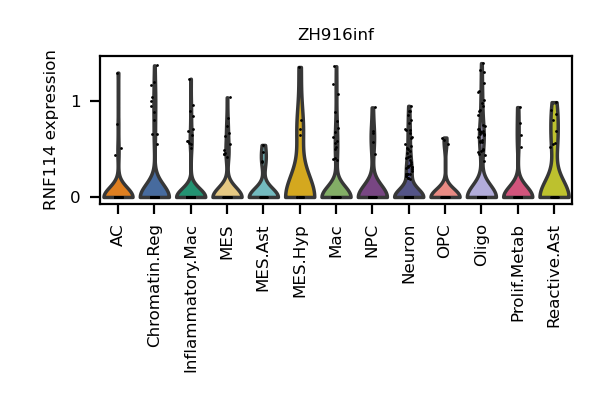 ZH916inf
RNF114 expression
1
0
AC
Chromatin.Reg
Inflammatory.Mac
MES
MES.Ast
MES.Hyp
Mac
NPC
Neuron
OPC
Oligo
Prolif.Metab
Reactive.Ast